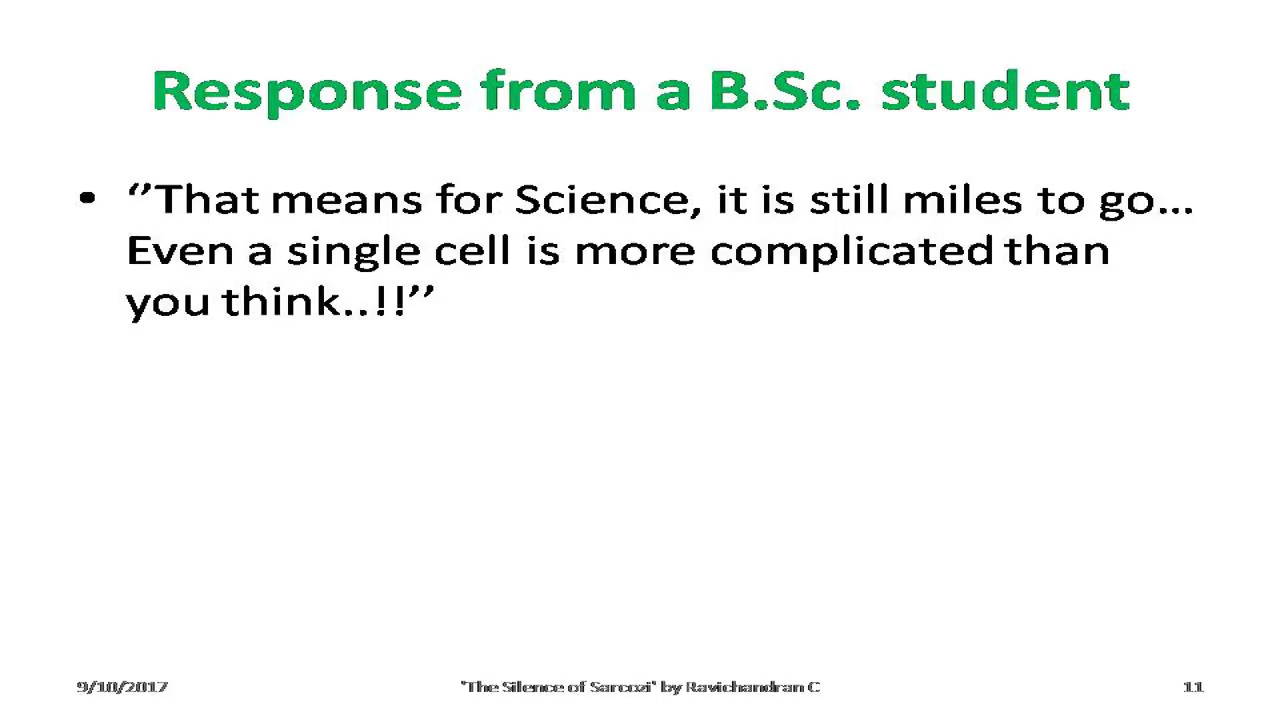 Response from a B.Sc. student
• ‘’That means for Science, it is still miles to go…
Even a single cell is more complicated than
you think..!!’’
9/10/2017 'The Silence of Sarcozi' by Ravichandran C 11